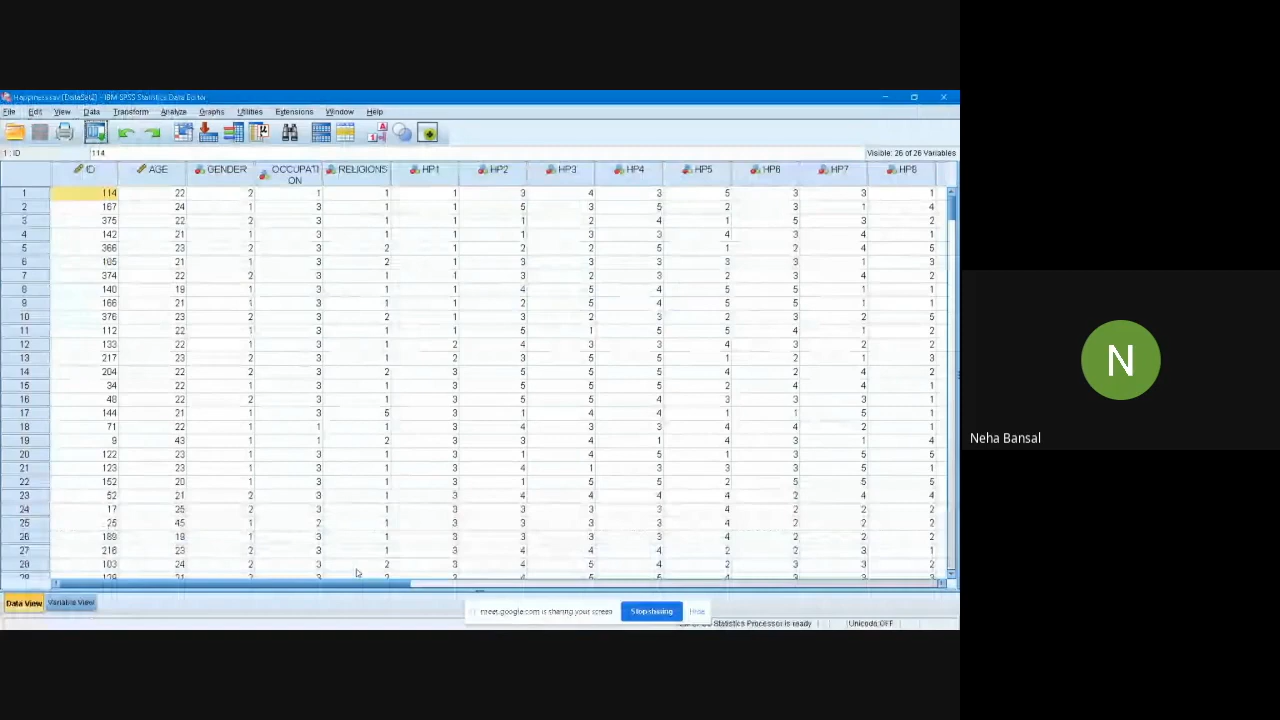 Happiness.sav [DataSet2] - IBM SPSS Statistics Data Editor
File Edit View Data Transform Analyze Graphs Utilities Extensions Window Help
1 : ID 114 Visible: 26 of 26 Variables
ID AGE GENDER OCCUPATI ON RELIGIONS HP1 HP2 HP3 HP4 HP5 HP6 HP7 HP8
1 114 22 2 1 1 1 3 4 3 5 3 3 1
2 167 24 1 3 1 1 5 3 5 2 3 1 4
3 375 22 2 3 1 1 1 2 4 1 5 3 2
4 142 21 1 3 1 1 1 3 3 4 3 4 1
5 366 23 2 3 2 1 2 2 5 1 2 4 5
6 105 21 1 3 2 1 3 3 3 3 3 1 3
7 374 22 2 3 1 1 3 2 3 2 3 4 2
8 140 19 1 3 1 1 4 5 4 5 5 1 1
9 166 21 1 3 1 1 2 5 4 5 5 1 1
10 376 23 2 3 2 1 3 2 3 2 3 2 5
11 112 22 1 3 1 1 5 1 5 5 4 1 2
12 133 22 1 3 1 2 4 3 3 4 3 2 2
13 217 23 2 3 1 2 3 5 5 1 2 1 3
14 204 22 2 3 2 3 5 5 5 4 2 4 2
15 34 22 1 3 1 3 5 5 5 2 4 4 1
16 48 22 2 3 1 3 5 5 4 3 3 3 1
17 144 21 1 3 5 3 1 4 4 1 1 5 1
18 71 22 1 1 1 3 4 3 3 4 4 2 1
19 9 43 1 1 2 3 3 4 1 4 3 1 4
20 122 23 1 3 1 3 1 4 5 1 3 5 5
21 123 23 1 3 1 3 4 1 3 3 3 5 1
22 152 20 1 3 1 3 1 5 5 2 5 5 5
23 52 21 2 3 1 3 4 4 4 4 2 4 4
24 17 25 2 3 1 3 3 3 3 4 2 2 2
25 25 45 1 2 1 3 3 3 3 4 2 2 2
26 189 19 1 3 1 3 3 3 3 4 2 2 2
27 216 23 2 3 1 3 4 4 4 2 2 3 1
28 103 24 2 3 2 3 4 5 4 2 3 3 2
Data View Variable View
meet.google.com is sharing your screen Stop sharing Hide
Statistics Processor is ready Unicode:OFF
N
Neha Bansal